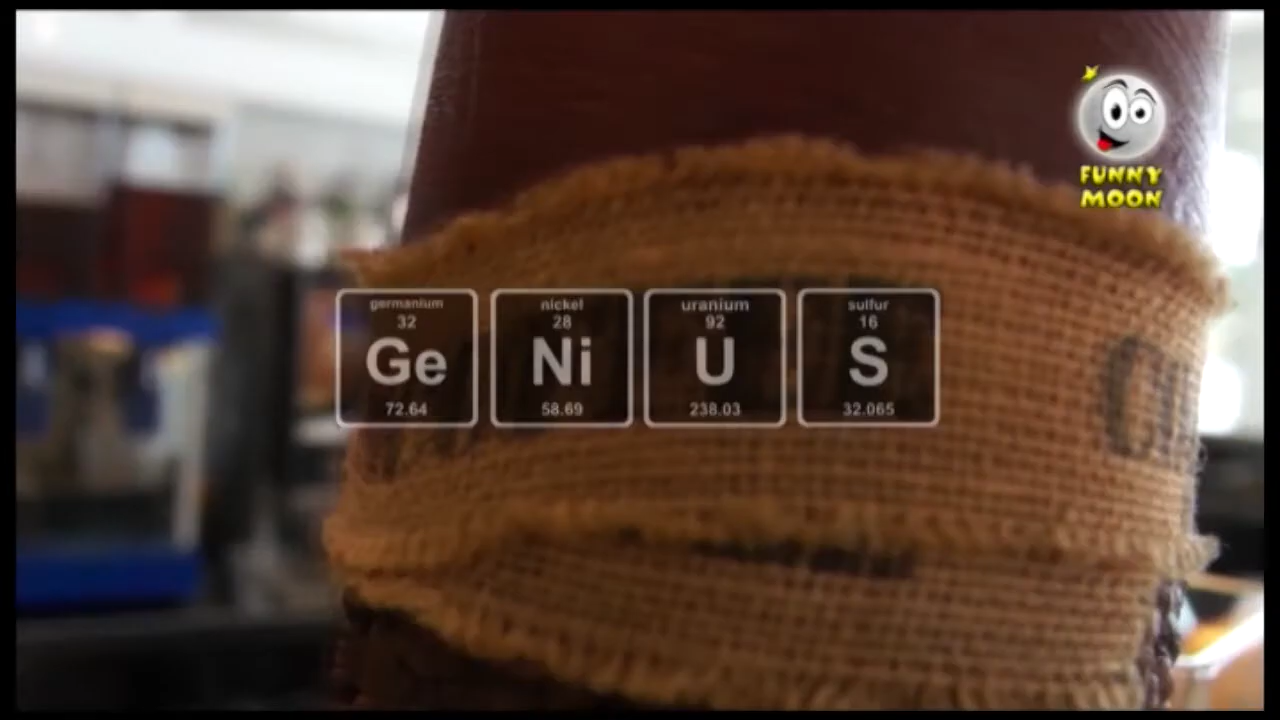 FUNNY
MOON
germanium nickel uranium sulfur
32 28 92 16
Ge Ni U S
72.64 58.69 238.03 32.065